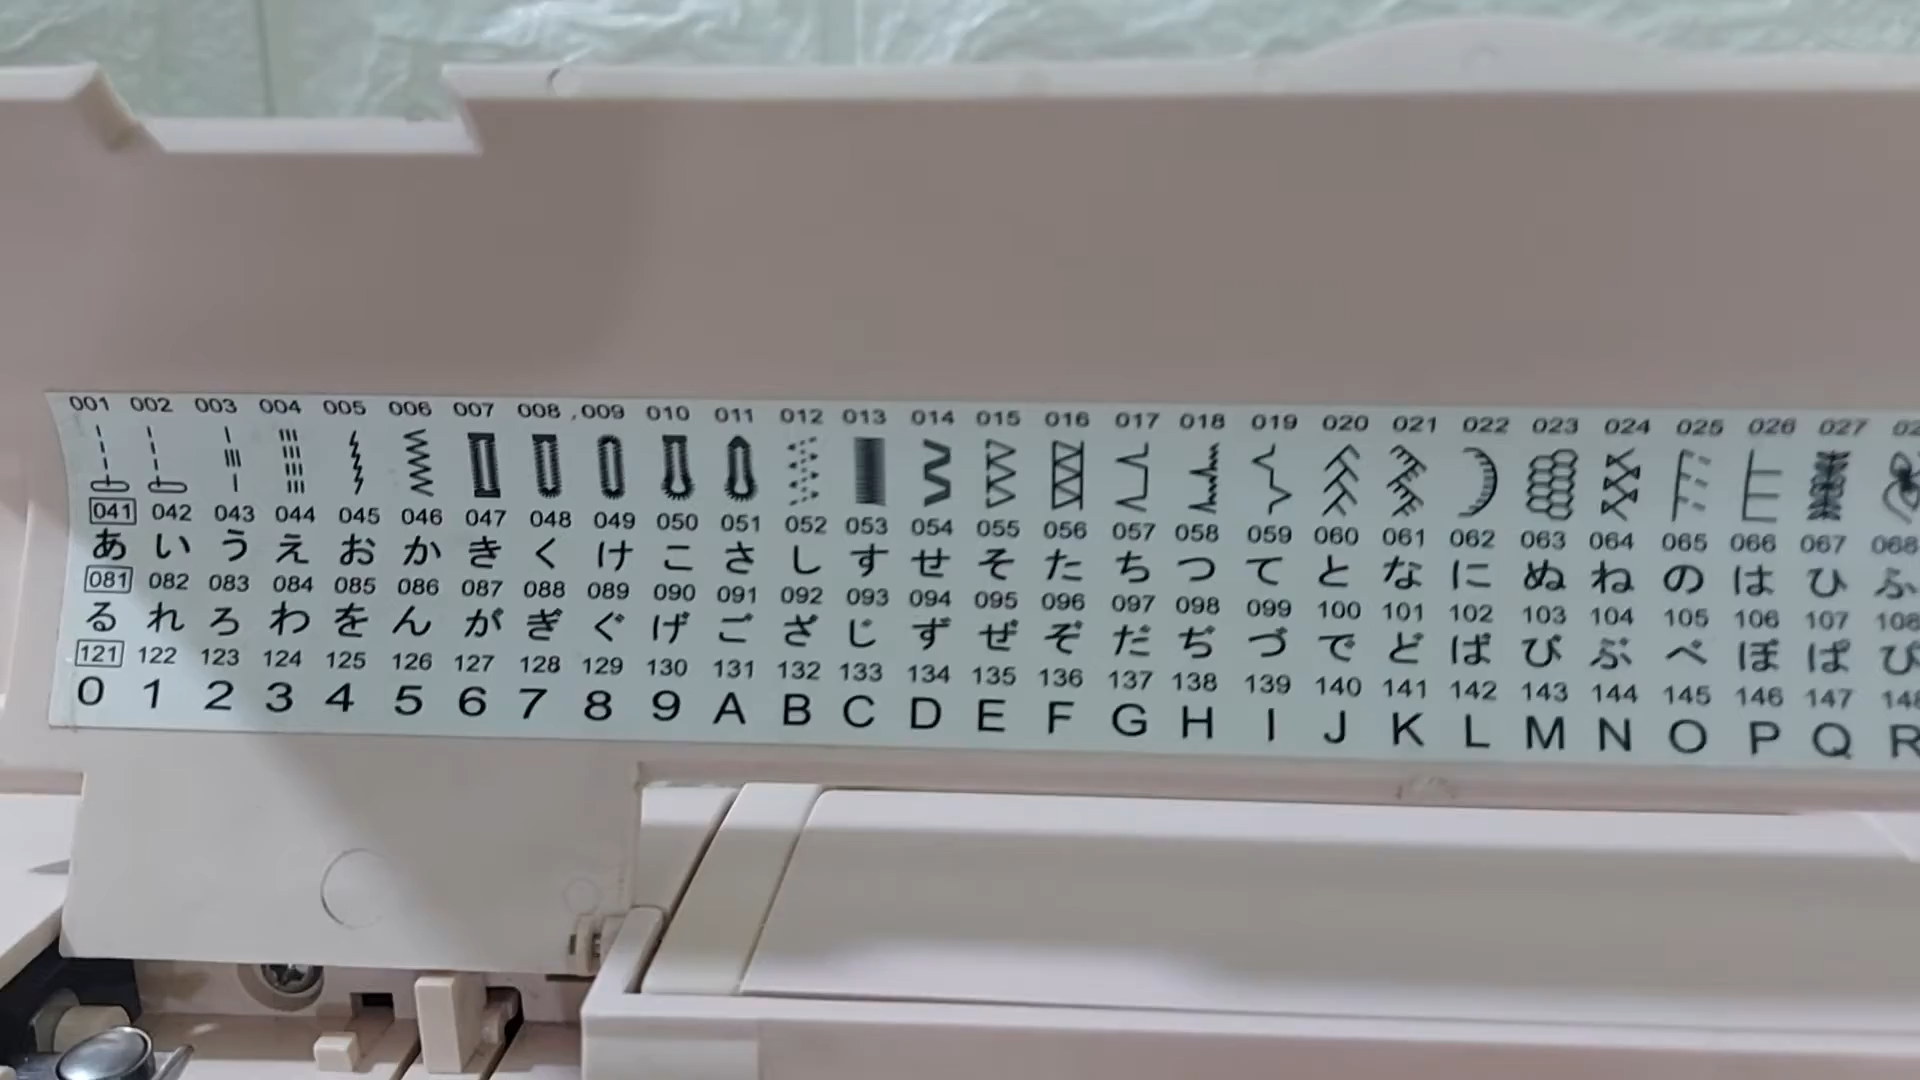 001 002 003 004 005 006 007 008 009 010 011 012 013 014 015 016 017 018 019 020 021 022 023 024 025 026 027
041 042 043 044 045 046 047 048 049 050 051 052 053 054 055 056 057 058 059 060 061 062 063 064 065 066 067 068
あ い う え お か き く け こ さ し す せ そ た ち つ て と な に ぬ ね の は ひ ふ
081 082 083 084 085 086 087 088 089 090 091 092 093 094 095 096 097 098 099 100 101 102 103 104 105 106 107 108
る れ ろ わ を ん が ぎ ぐ げ ご ざ じ ず ぜ ぞ だ ぢ づ で ど ば び ぶ べ ぼ ぱ ぴ
121 122 123 124 125 126 127 128 129 130 131 132 133 134 135 136 137 138 139 140 141 142 143 144 145 146 147 148
0 1 2 3 4 5 6 7 8 9 A B C D E F G H I J K L M N O P Q R